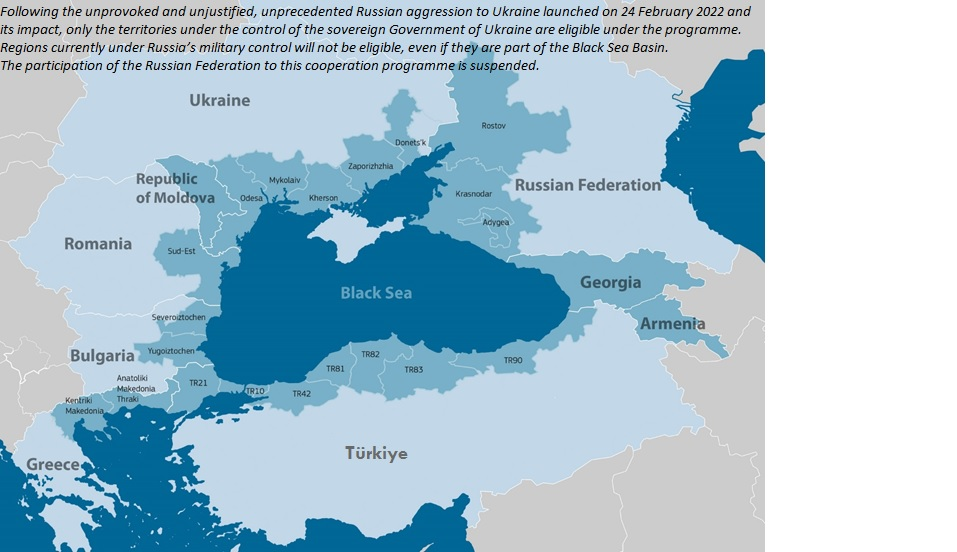 Following the unprovoked and unjustified, unprecedented Russian aggression to Ukraine launched on 24 February 2022 and
its impact, only the territories under the control of the sovereign Government of Ukraine are eligible under the programme.
Regions currently under Russia's military control will not be eligible, even if they are part of the Black Sea Basin.
The participation of the Russian Federation to this cooperation programme is suspended.
Ukraine
Rostov
Donets'k
Zaporizhzhia
Republic
of Moldova
Mykolaiv
Odesa
Kherson
Krasnodar
Russian Federation
Adygea
Romania
Sud-Est
Georgia
Black Sea
Severoiztochen
Armenia
Bulgaria
Yugoiztochen
TR82
TR90
TR81
TR83
Anatoliki
Makedonia
Thraki
TR21
TR10
TR42
Kentriki
Makedonia
Türkiye
Greece